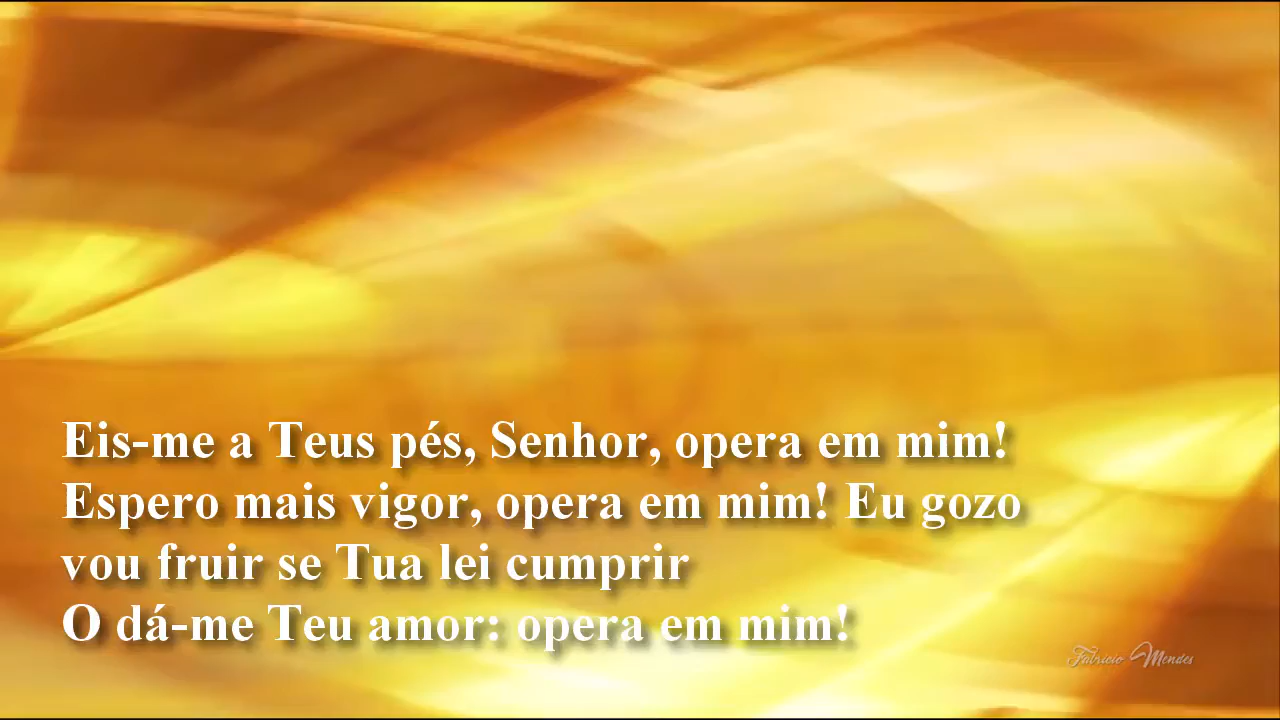 Eis-me a Teus pés, Senhor, opera em mim!
Espero mais vigor, opera em mim! Eu gozo
vou fruir se Tua lei cumprir
O dá-me Teu amor: opera em mim!
Fabricio Mendes